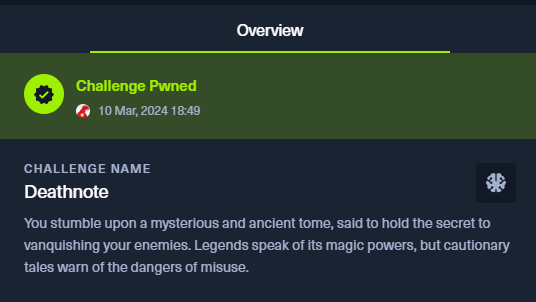 Overview
Challenge Pwned
10 Mar, 2024 18:49
CHALLENGE NAME
Deathnote
You stumble upon a mysterious and ancient tome, said to hold the secret to
vanquishing your enemies. Legends speak of its magic powers, but cautionary
tales warn of the dangers of misuse.